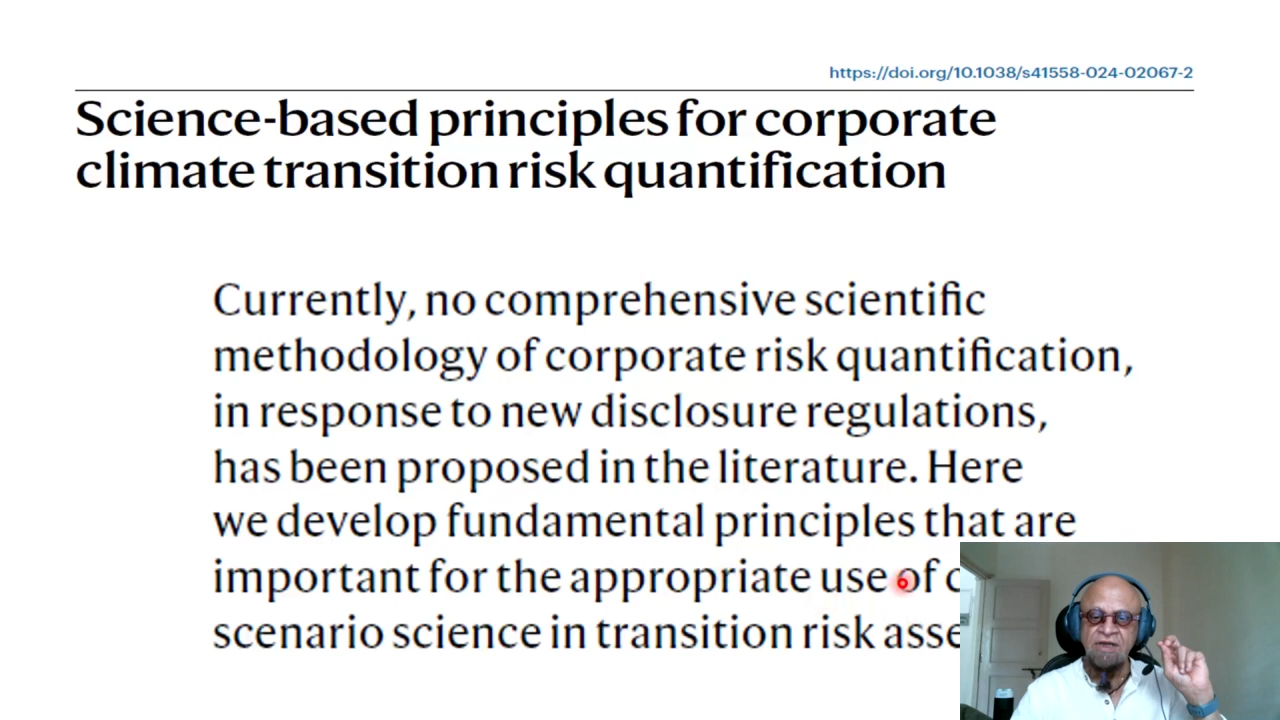 https://doi.org/10.1038/s41558-024-02067-2
Science-based principles for corporate
climate transition risk quantification
Currently, no comprehensive scientific
methodology of corporate risk quantification,
in response to new disclosure regulations,
has been proposed in the literature. Here
we develop fundamental principles that are
important for the appropriate use of
scenario science in transition risk